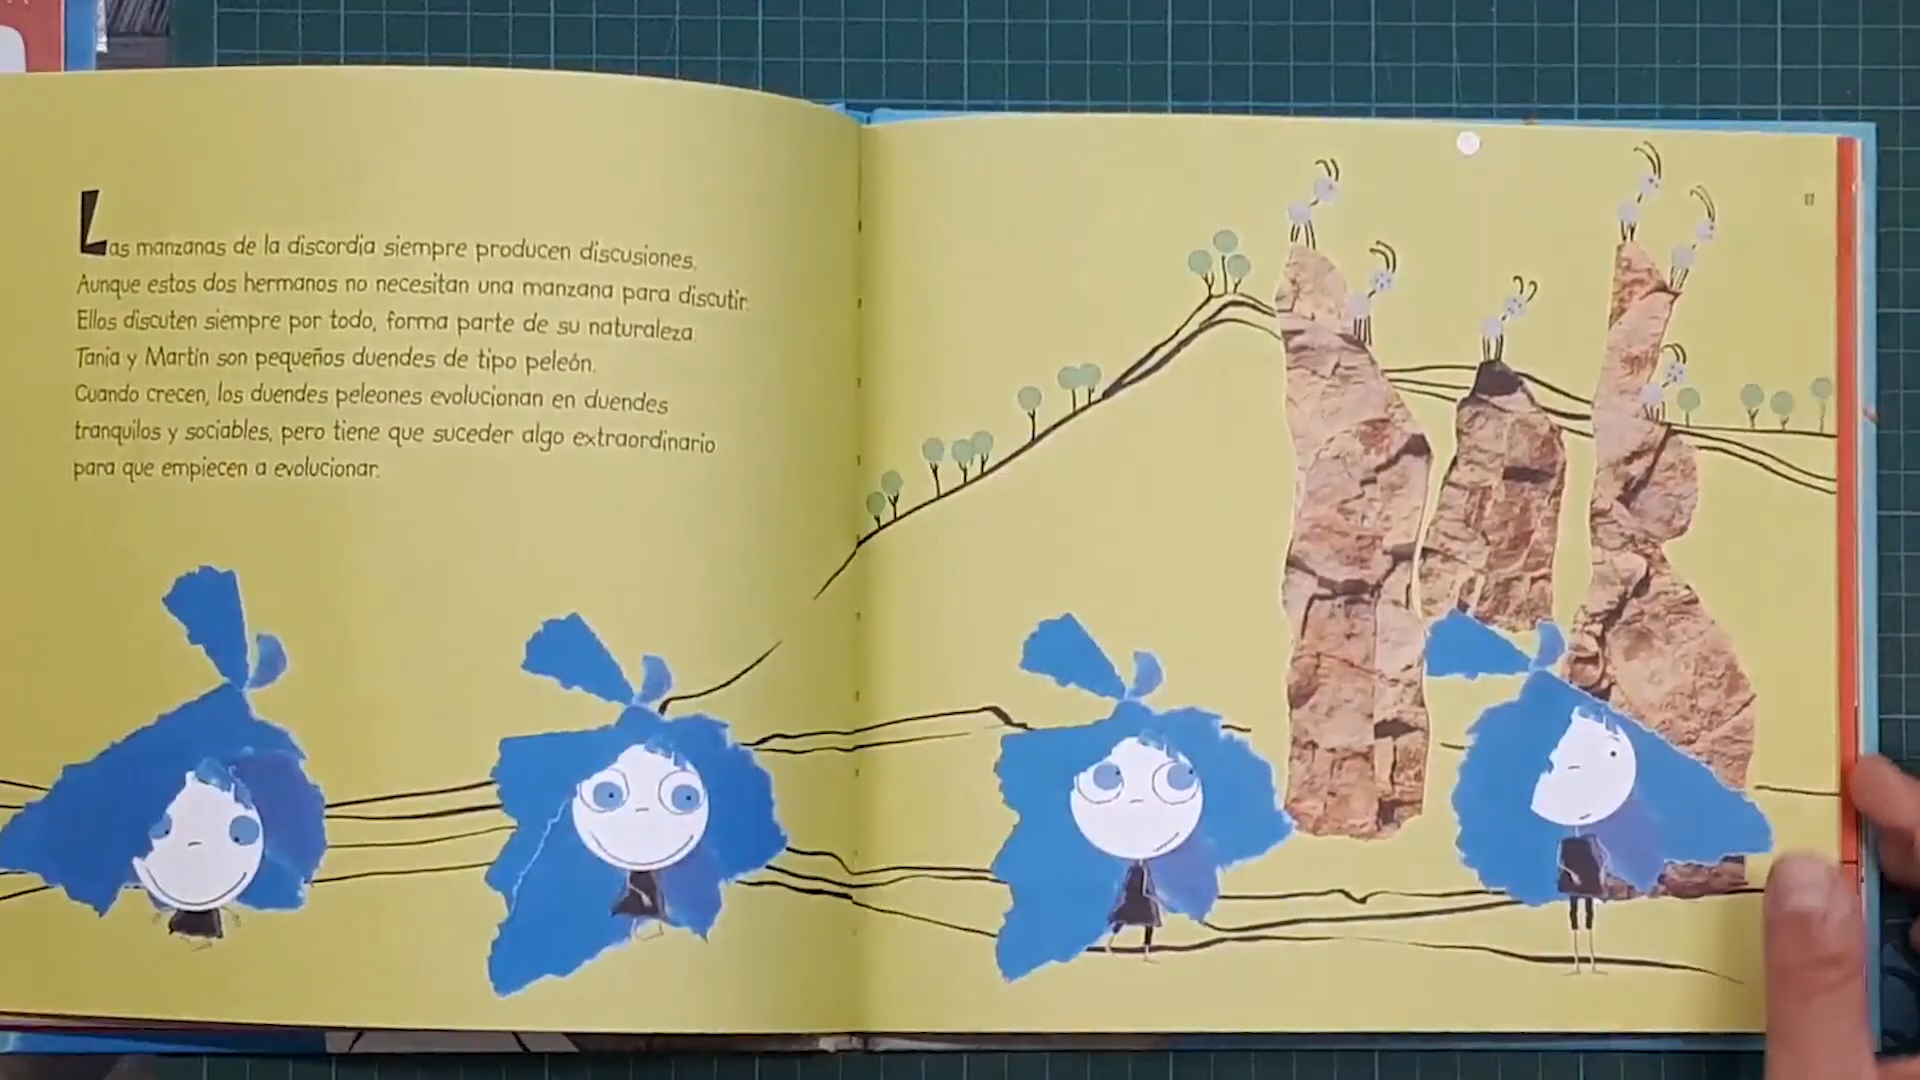 Las manzanas de la discordia siempre producen discusiones.
Aunque estos dos hermanos no necesitan una manzana para discutir.
Ellos discuten siempre por todo, forma parte de su naturaleza.
Tania y Martín son pequeños duendes de tipo peleón.
Cuando crecen, los duendes peleones evolucionan en duendes
tranquilos y sociables, pero tiene que suceder algo extraordinario
para que empiecen a evolucionar.